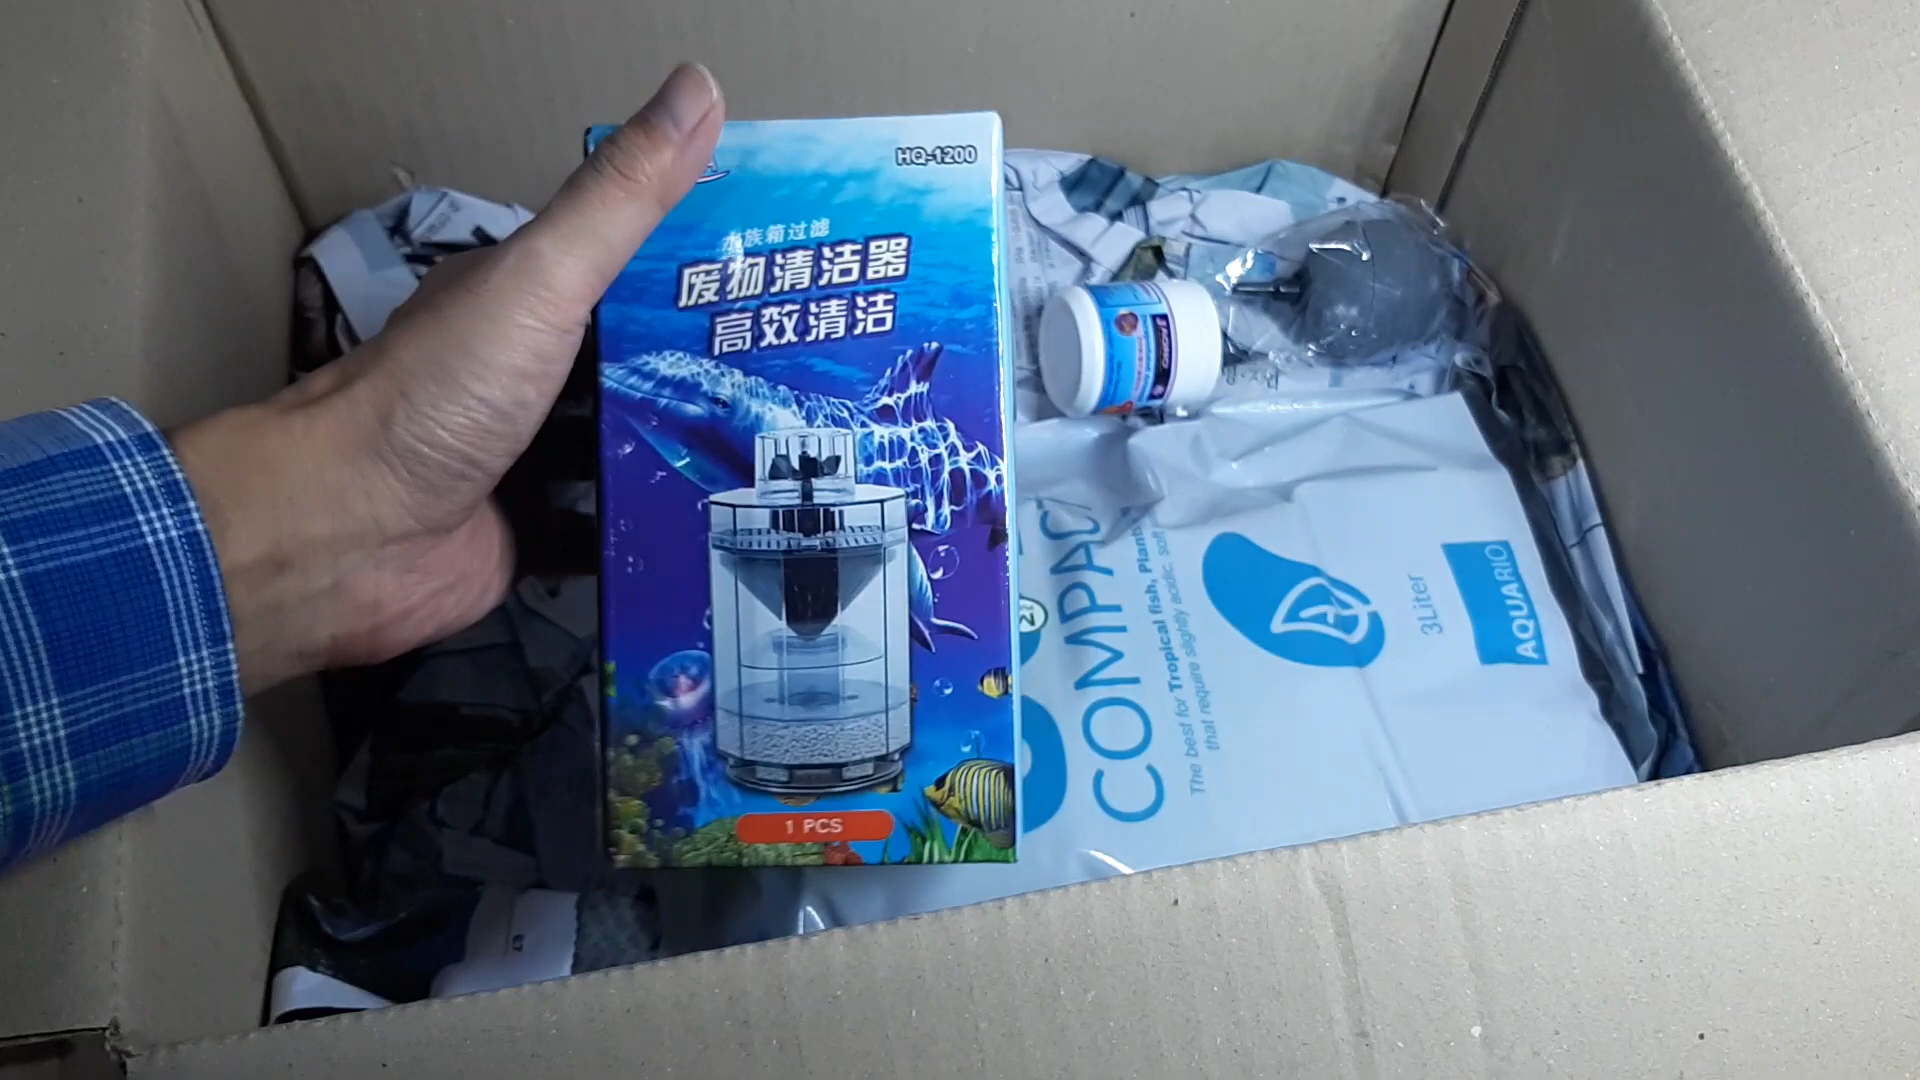 HQ-1200
水族箱过滤
废物清洁器
高效清洁
1 PCS
COMPACT
The best for Tropical fish, Plant
that require slightly acidic, soft
3Liter
AQUARIO